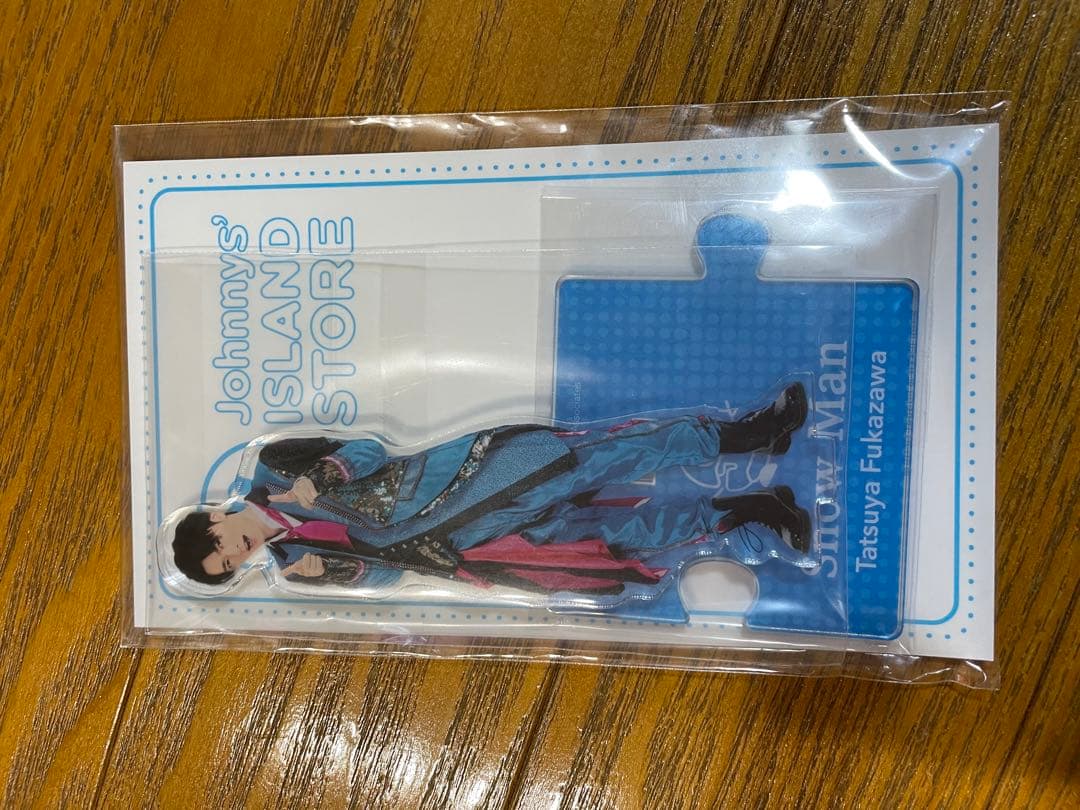 Johnnys'
ISLAND
STORE
Snow Man
Tatsuya Fukazawa